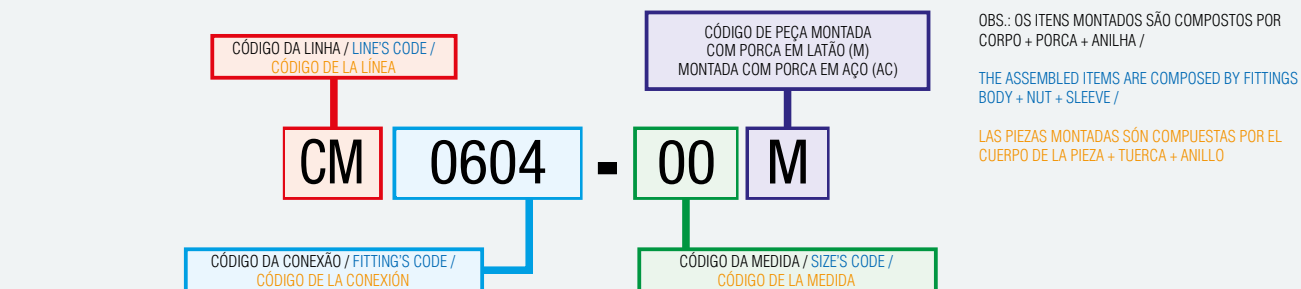 CÓDIGO DA LINHA / LINE'S CODE /
CÓDIGO DE LA LÍNEA
CÓDIGO DE PEÇA MONTADA
COM PORCA EM LATÃO (M)
MONTADA COM PORCA EM AÇO (AC)
OBS.: OS ITENS MONTADOS SÃO COMPOSTOS POR
CORPO + PORCA + ANILHA /
THE ASSEMBLED ITEMS ARE COMPOSED BY FITTINGS
BODY + NUT + SLEEVE /
LAS PIEZAS MONTADAS SÓN COMPUESTAS POR EL
CUERPO DE LA PIEZA + TUERCA + ANILLO
CM 0604 - 00 M
CÓDIGO DA CONEXÃO / FITTING'S CODE /
CÓDIGO DE LA CONEXIÓN
CÓDIGO DA MEDIDA / SIZE'S CODE /
CÓDIGO DE LA MEDIDA